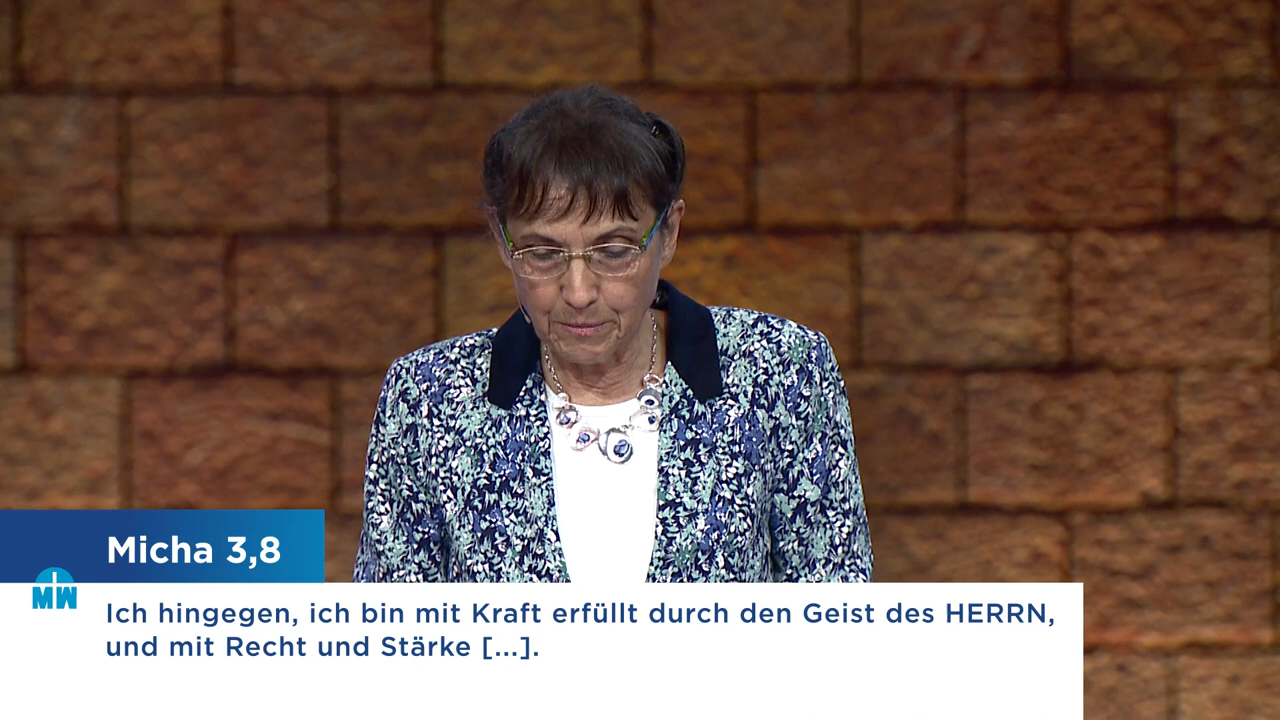 Micha 3,8
MW
Ich hingegen, ich bin mit Kraft erfüllt durch den Geist des HERRN,
und mit Recht und Stärke [...].